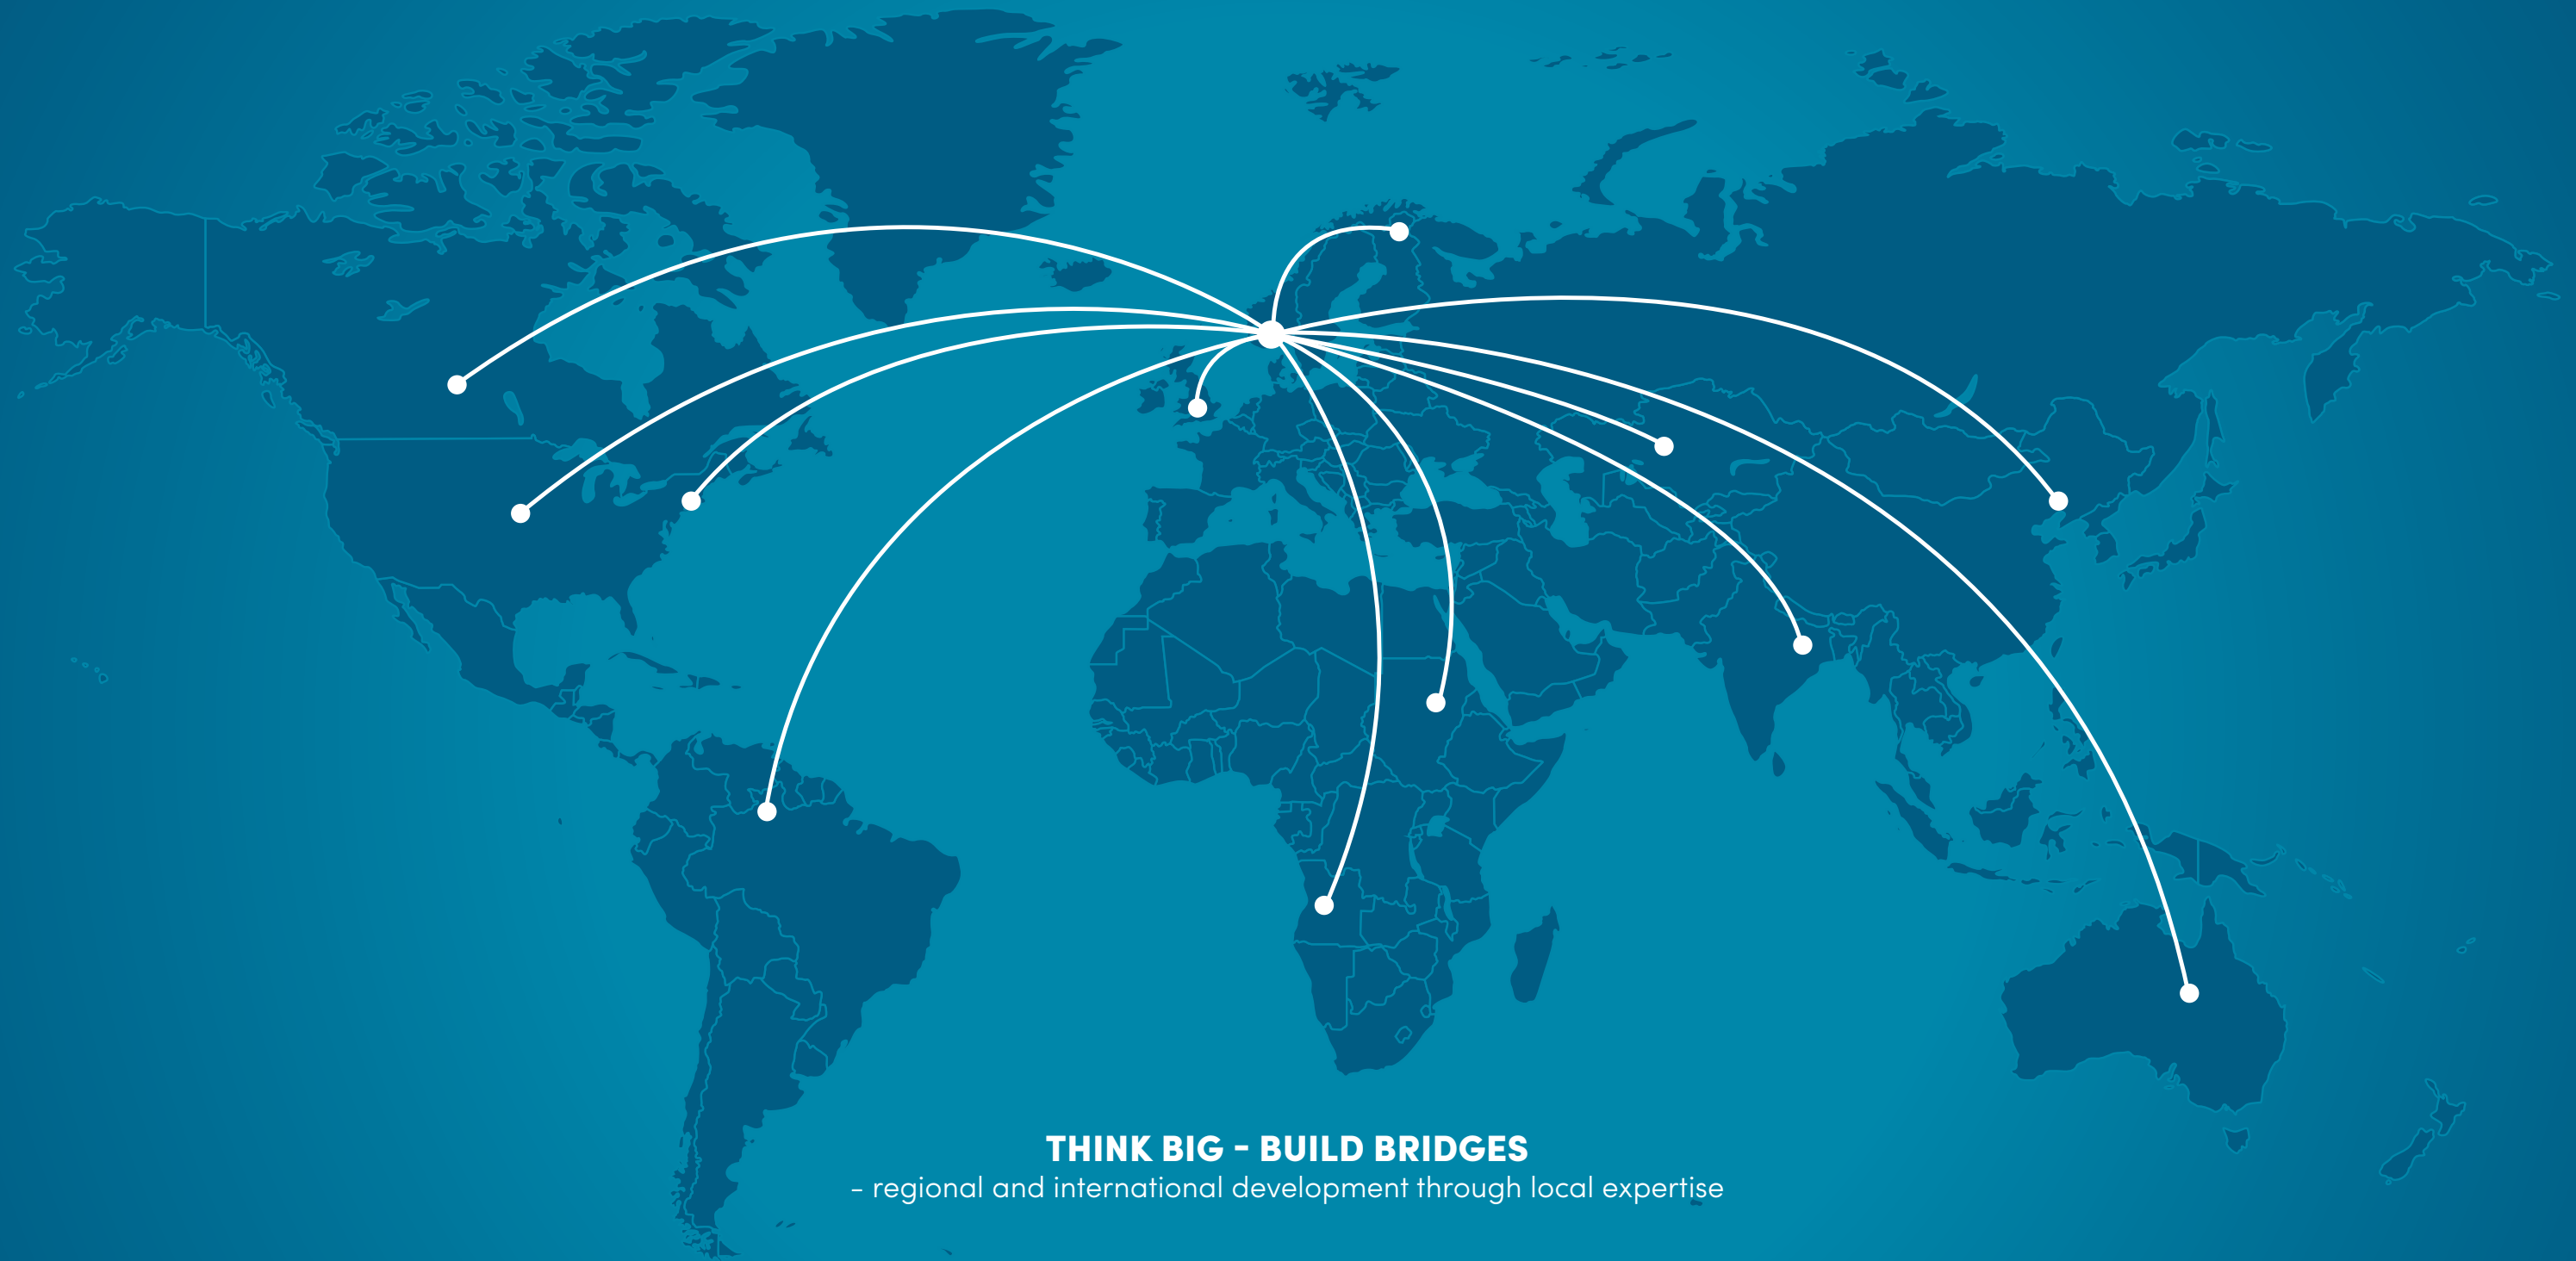 THINK BIG - BUILD BRIDGES
- regional and international development through local expertise